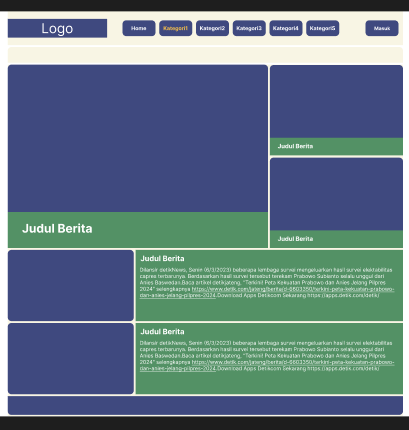 Logo
Home Kategori1 Kategori2 Kategori3 Kategori4 Kategori5 Masuk
Judul Berita
Judul Berita
Judul Berita
Judul Berita
Dilansir detikNews, Senin (6/3/2023) beberapa lembaga survei mengeluarkan hasil survei elektabilitas
capres terbarunya. Berdasarkan hasil survei tersebut terekam Prabowo Subianto selalu unggul dari
Anies Baswedan.Baca artikel detikjateng, "Terkini! Peta Kekuatan Prabowo dan Anies Jelang Pilpres
2024" selengkapnya https://www.detik.com/jateng/berita/d-6603350/terkini-peta-kekuatan-prabowo-
dan-anies-jelang-pilpres-2024.Download Apps Detikcom Sekarang https://apps.detik.com/detik/
Judul Berita
Dilansir detikNews, Senin (6/3/2023) beberapa lembaga survei mengeluarkan hasil survei elektabilitas
capres terbarunya. Berdasarkan hasil survei tersebut terekam Prabowo Subianto selalu unggul dari
Anies Baswedan.Baca artikel detikjateng, "Terkini! Peta Kekuatan Prabowo dan Anies Jelang Pilpres
2024" selengkapnya https://www.detik.com/jateng/berita/d-6603350/terkini-peta-kekuatan-prabowo-
dan-anies-jelang-pilpres-2024.Download Apps Detikcom Sekarang https://apps.detik.com/detik/